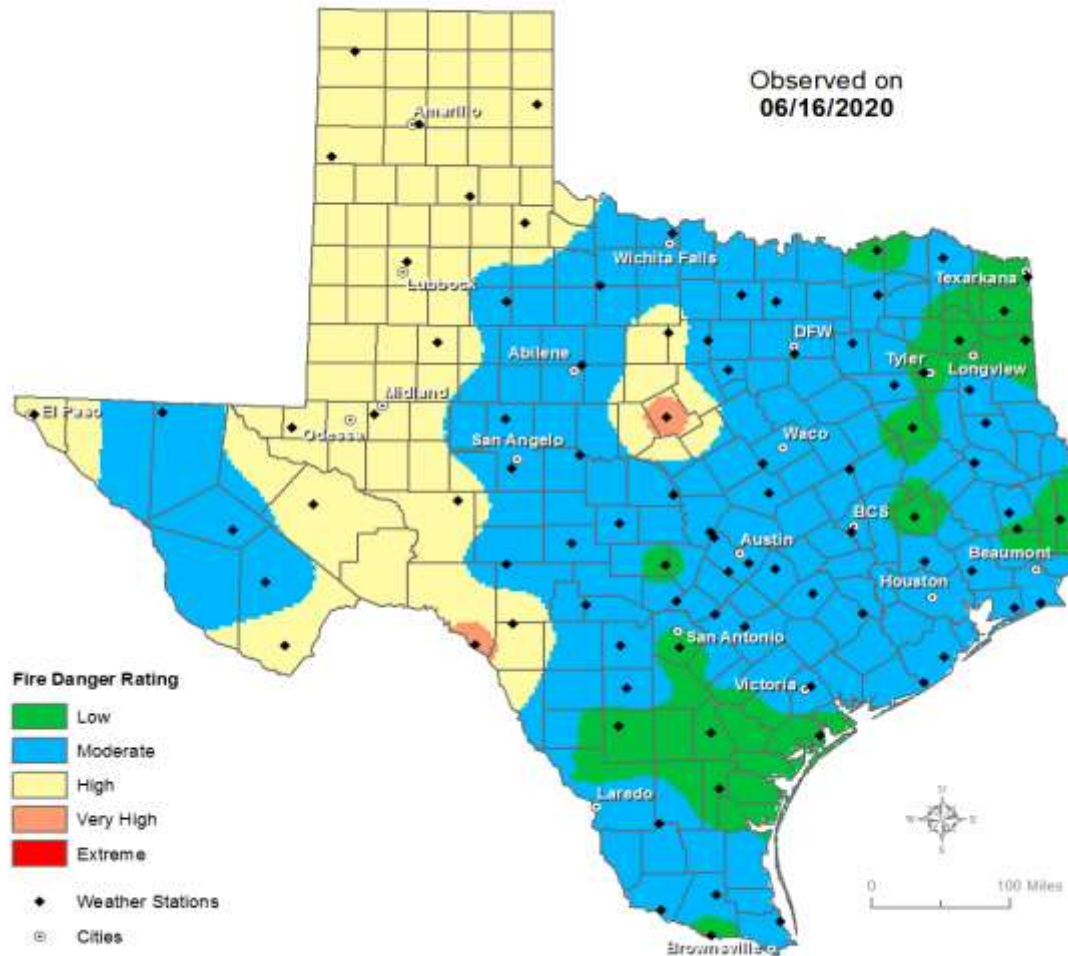 Observed on
06/16/2020
Amarillo
Wichita Falls
Lubbock
Texarkana
DFW
Abilene
Tyler
Longview
Midland
El Paso
Odessa
Waco
San Angelo
BCS
Austin
Beaumont
Houston
San Antonio
Victoria
Fire Danger Rating
Low
Moderate
High
Very High
Extreme
Laredo
N
W
E
S
0 100 Miles
Weather Stations
Cities
Brownsville